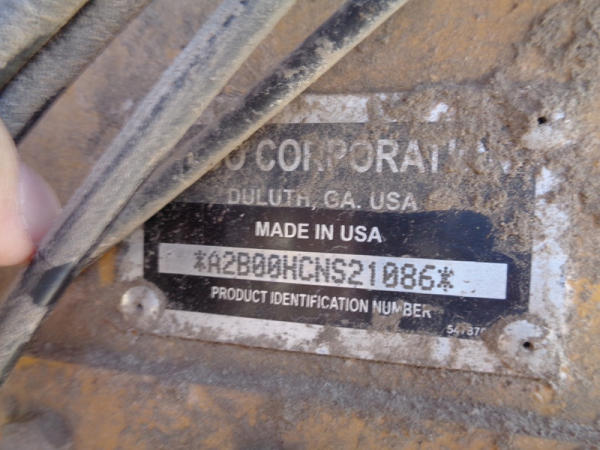 CORPORAT
DULUTH, GA. USA
MADE IN USA
*A2B00HCNS21086*
PRODUCT IDENTIFICATION NUMBER